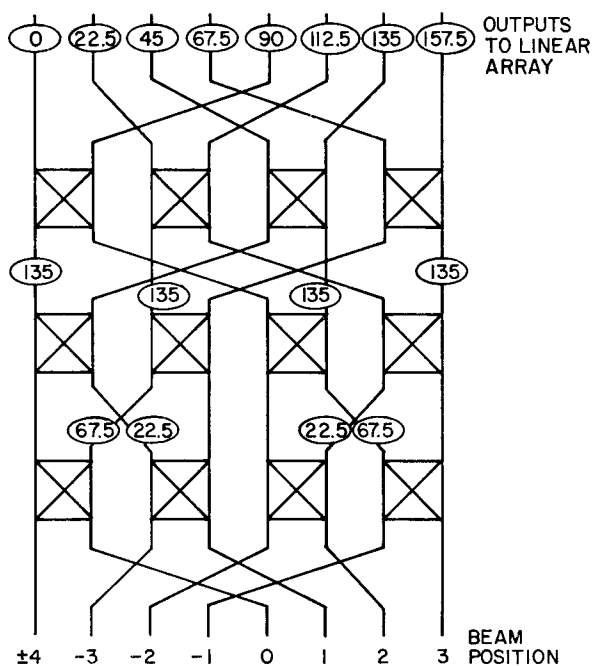 0 22.5 45 67.5 90 112.5 135 157.5 OUTPUTS
TO LINEAR
ARRAY
135 135
135 135
67.5 22.5 22.5 67.5
±4 -3 -2 -1 0 1 2 3 BEAM
POSITION